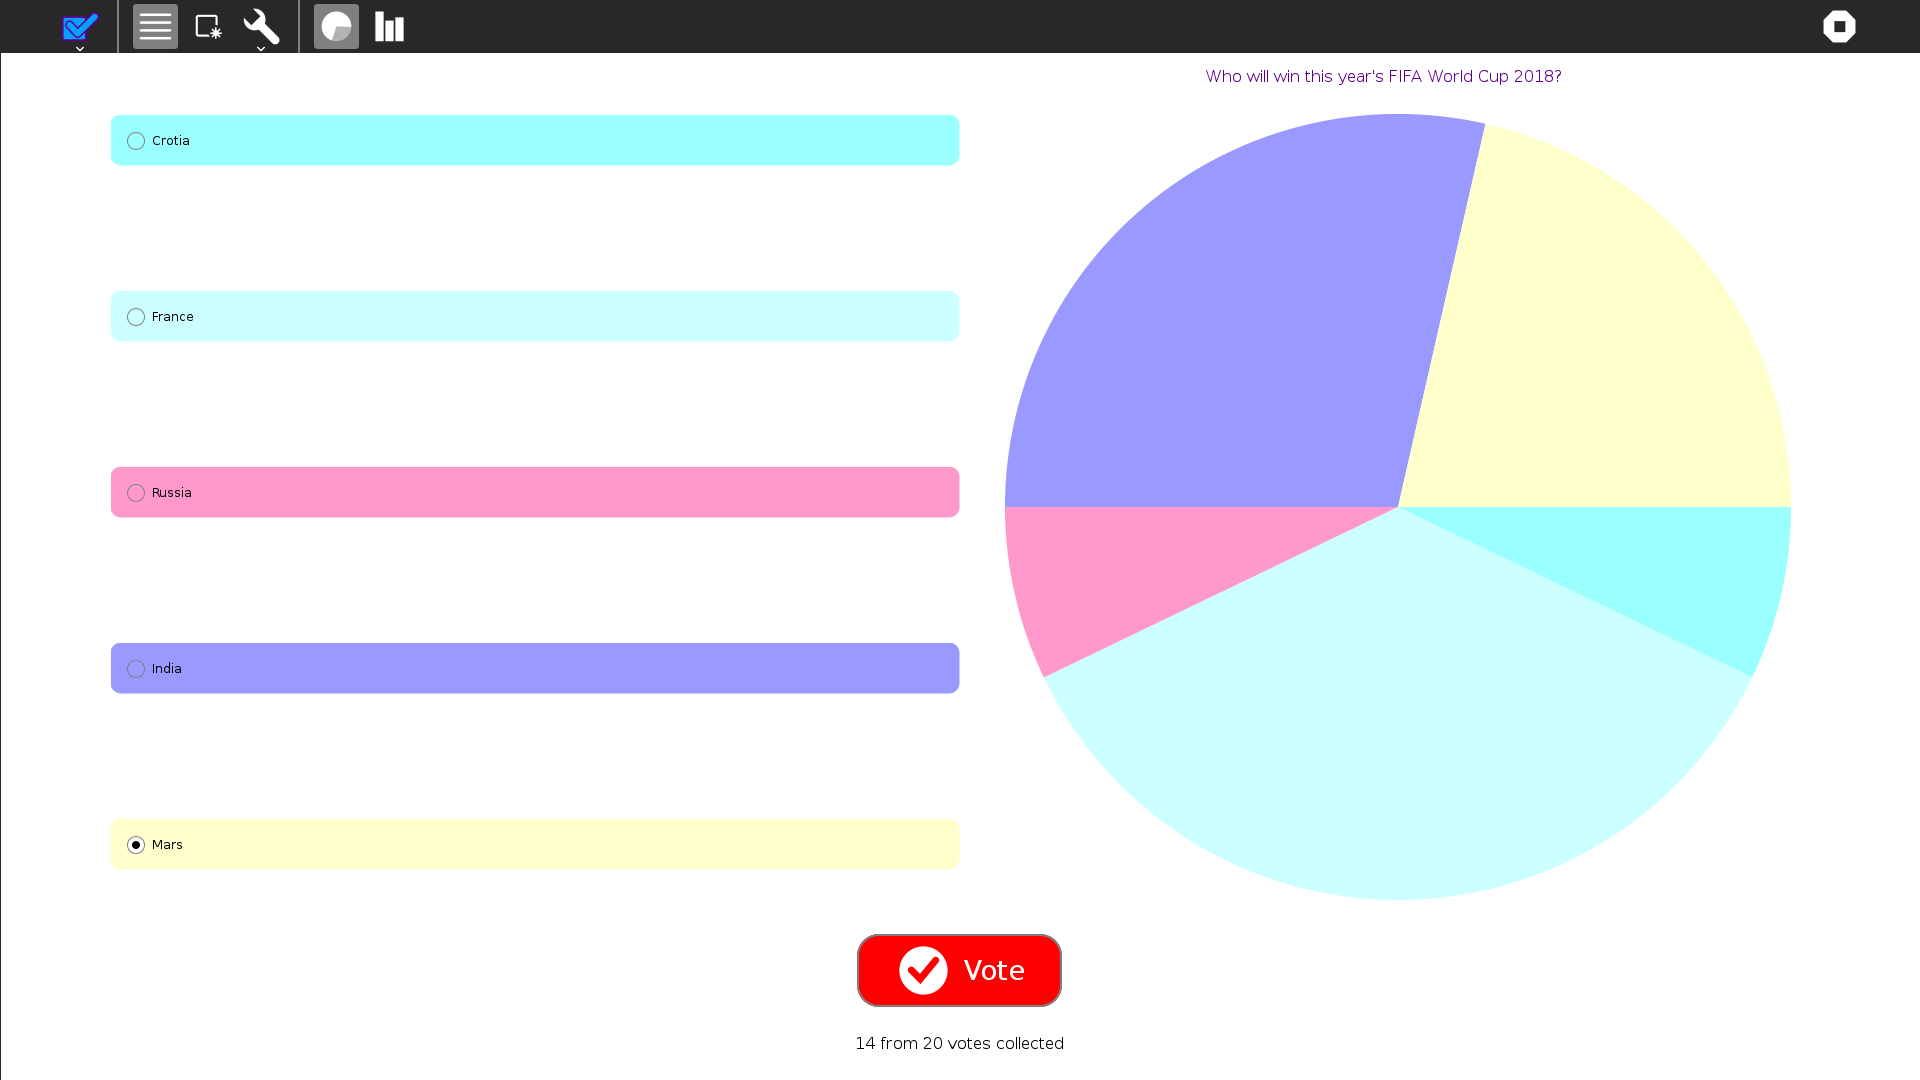 Who will win this year's FIFA World Cup 2018?
Crotia
France
Russia
India
Mars
Vote
14 from 20 votes collected